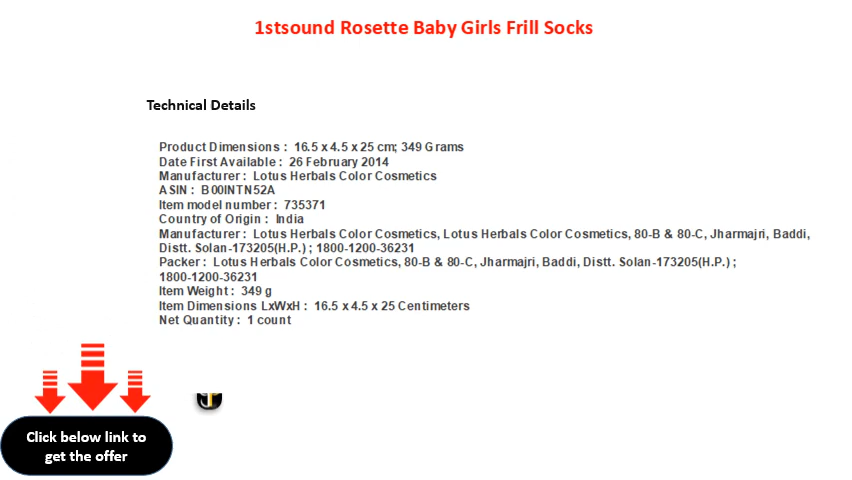 1stsound Rosette Baby Girls Frill Socks
Technical Details
Product Dimensions : 16.5 x 4.5 x 25 cm; 349 Grams
Date First Available : 26 February 2014
Manufacturer : Lotus Herbals Color Cosmetics
ASIN : B00INTN52A
Item model number : 735371
Country of Origin : India
Manufacturer : Lotus Herbals Color Cosmetics, Lotus Herbals Color Cosmetics, 80-B & 80-C, Jharmajri, Baddi,
Distt. Solan-173205(H.P.) ; 1800-1200-36231
Packer : Lotus Herbals Color Cosmetics, 80-B & 80-C, Jharmajri, Baddi, Distt. Solan-173205(H.P.) ;
1800-1200-36231
Item Weight : 349 g
Item Dimensions LxWxH : 16.5 x 4.5 x 25 Centimeters
Net Quantity : 1 count
Click below link to
get the offer